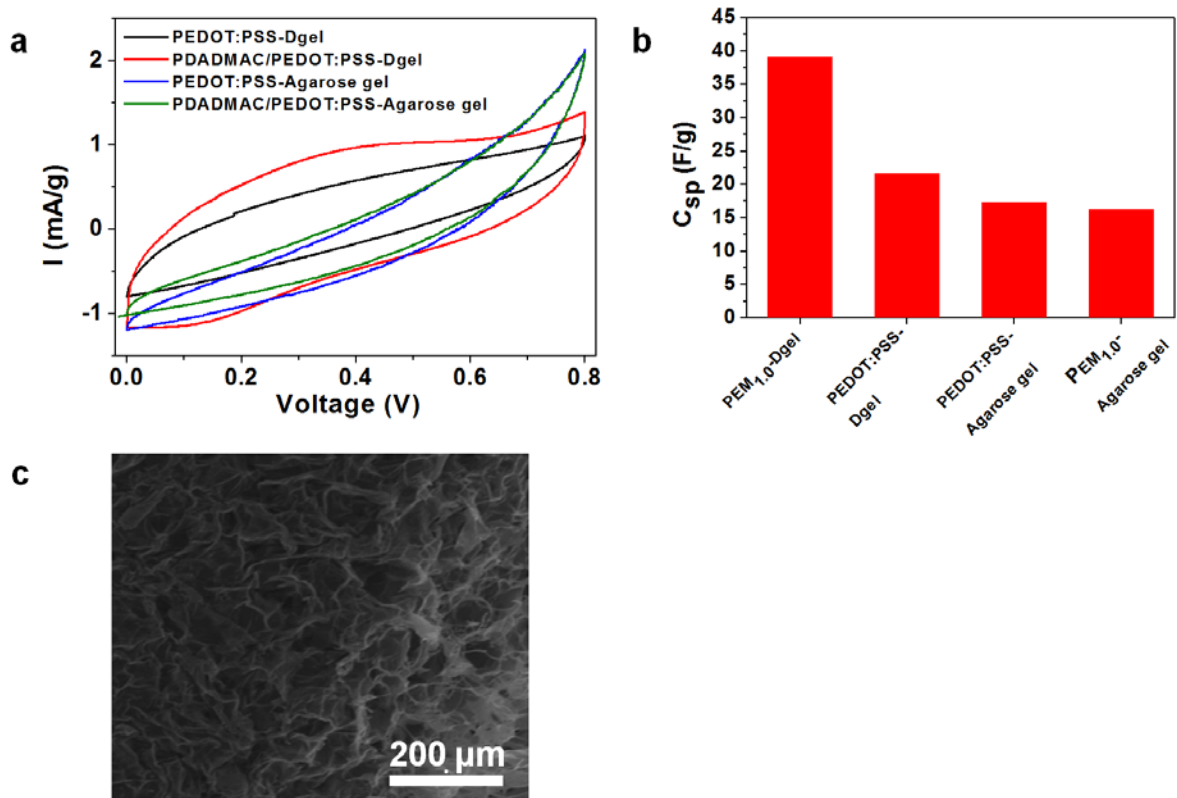 a
PEDOT:PSS-Dgel
PDADMAC/PEDOT:PSS-Dgel
PEDOT:PSS-Agarose gel
PDADMAC/PEDOT:PSS-Agarose gel
2
1
0
-1
I (mA/g)
0.0 0.2 0.4 0.6 0.8
Voltage (V)
b
45
40
35
30
25
20
15
10
5
0
Csp (F/g)
PEM1.0-Dgel
PEDOT:PSS-
Dgel
PEDOT:PSS-
Agarose gel
PEM1.0-
Agarose gel
c
200 µm